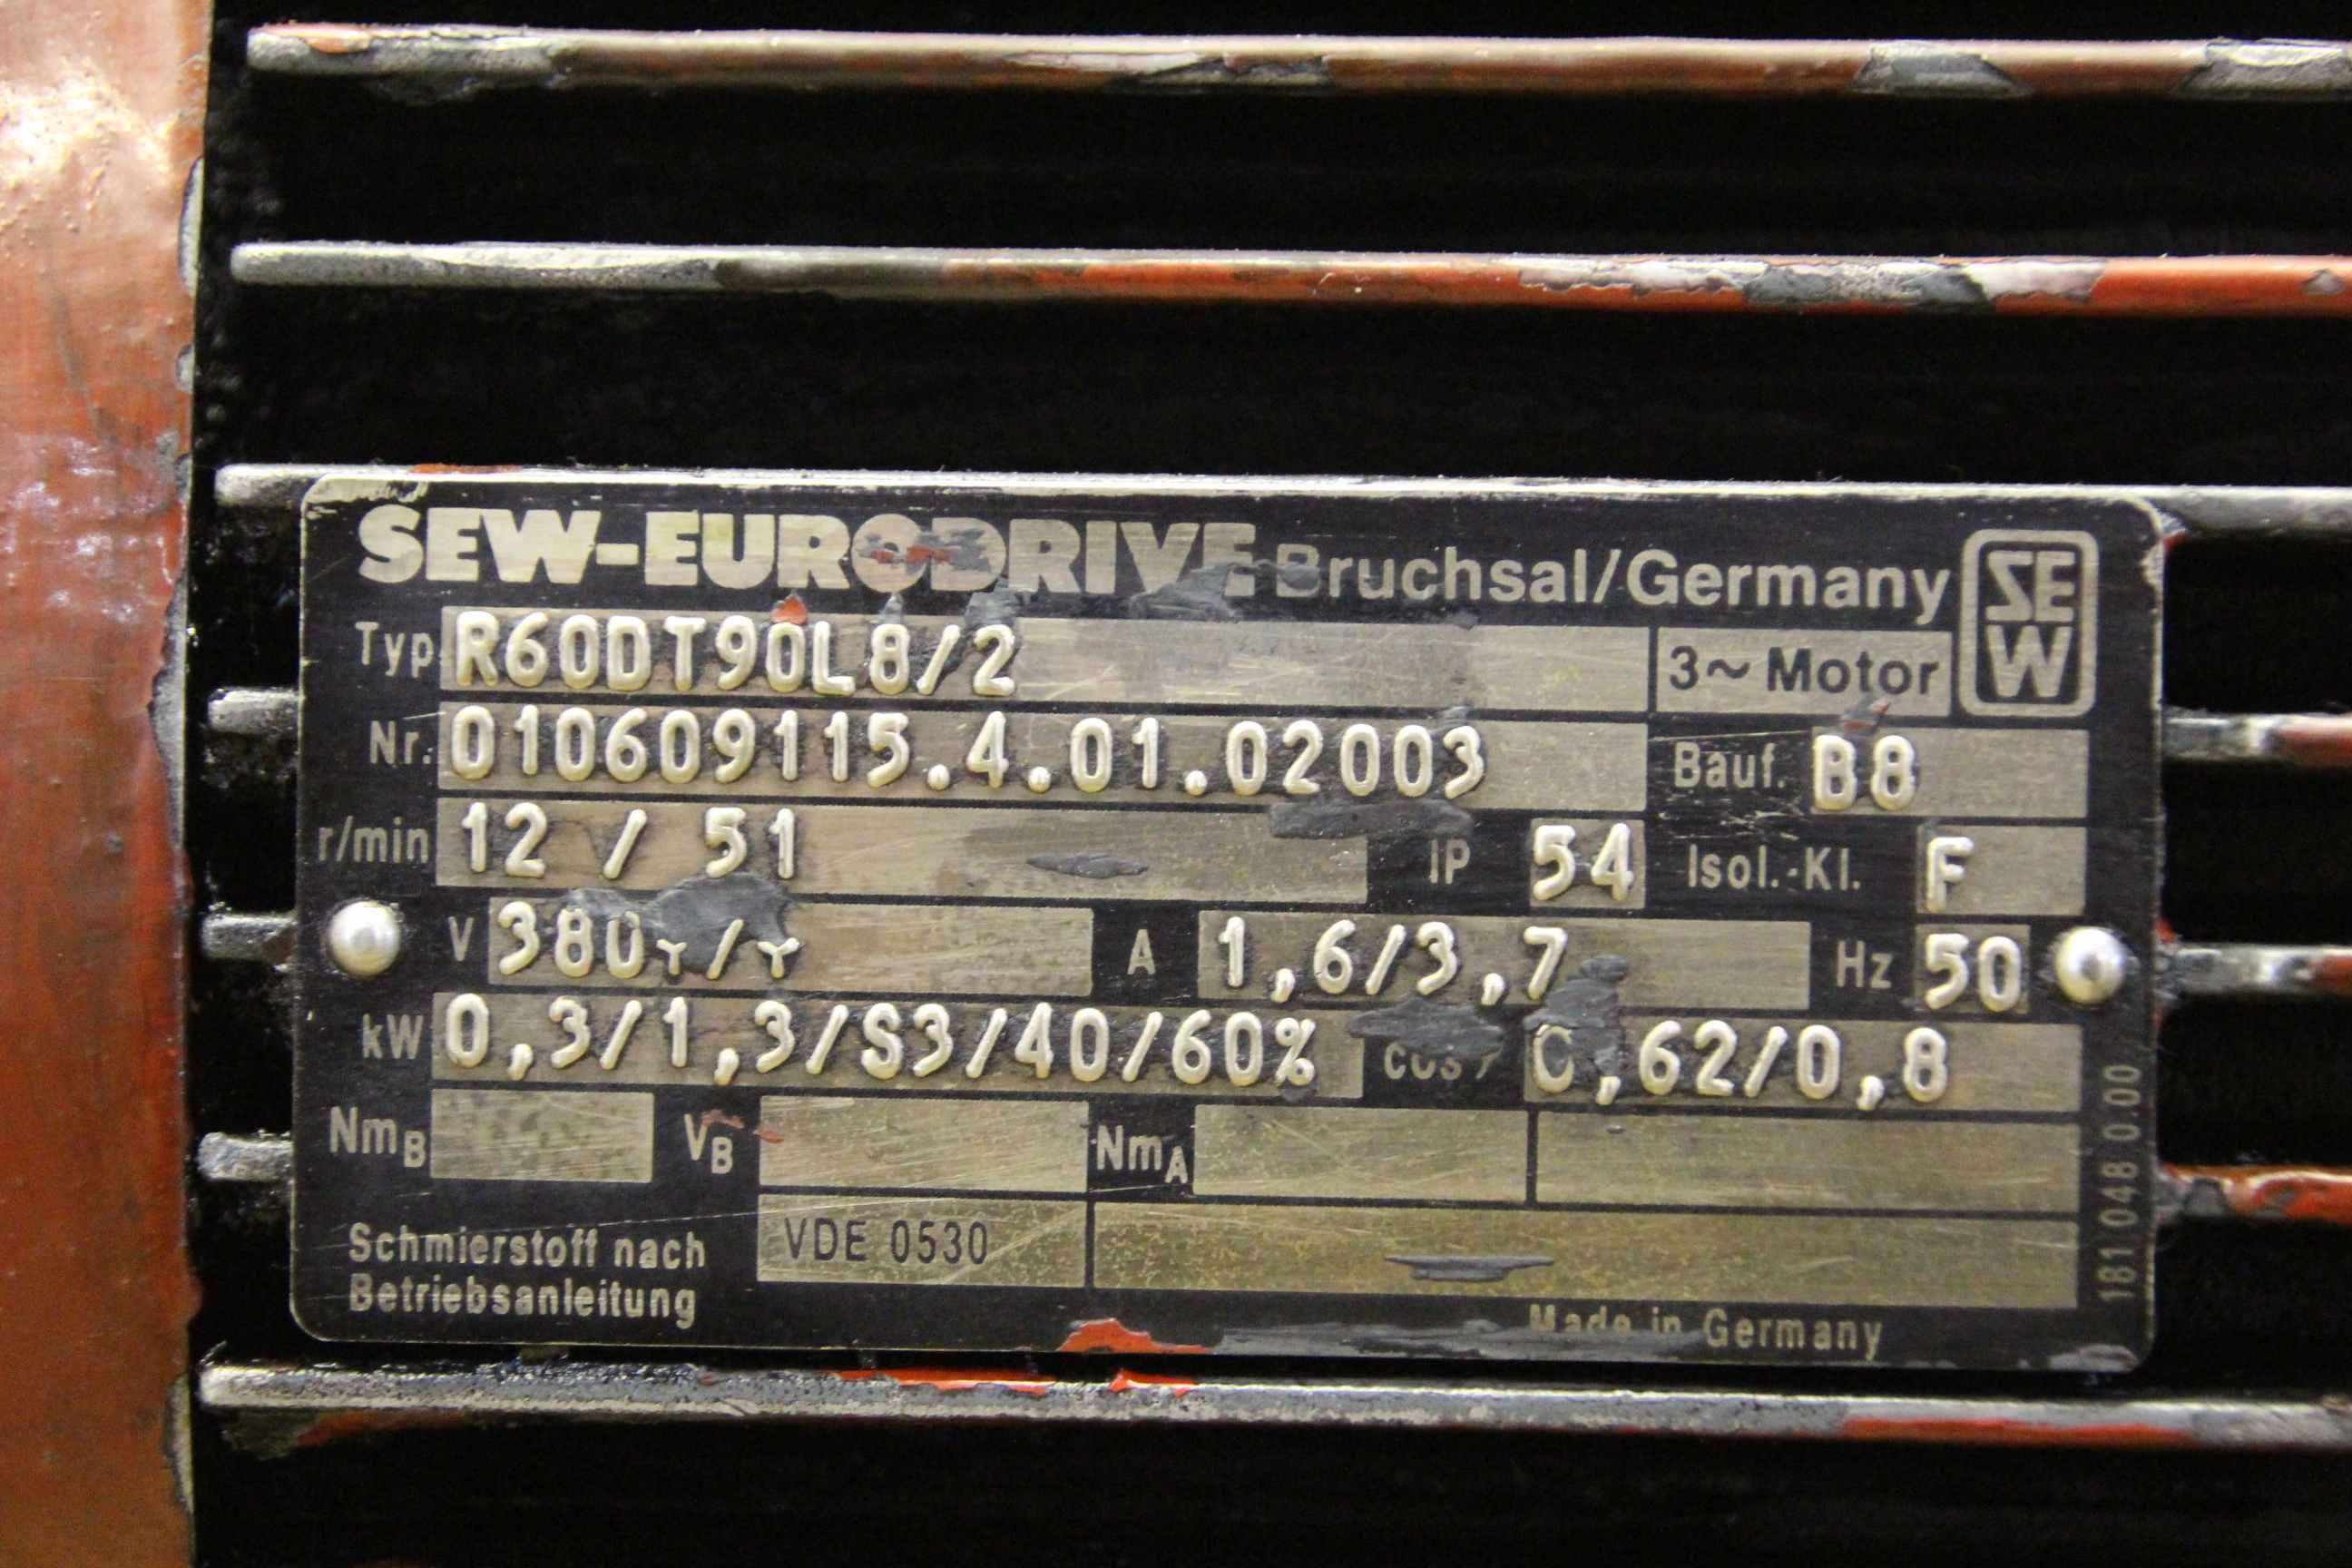 SEW-EURODRIVE Bruchsal/Germany SEW
Typ R60DT90L8/2 3~ Motor
Nr. 010609115.4.01.02003 Bauf. B8
r/min 12 / 51 IP 54 Isol.-Kl. F
V 380Y/Y A 1,6/3,7 Hz 50
kW 0,3/1,3/S3/40/60% cos φ 0,62/0,8
NmB VB NmA
Schmierstoff nach VDE 0530
Betriebsanleitung
Made in Germany
181 048 0.00